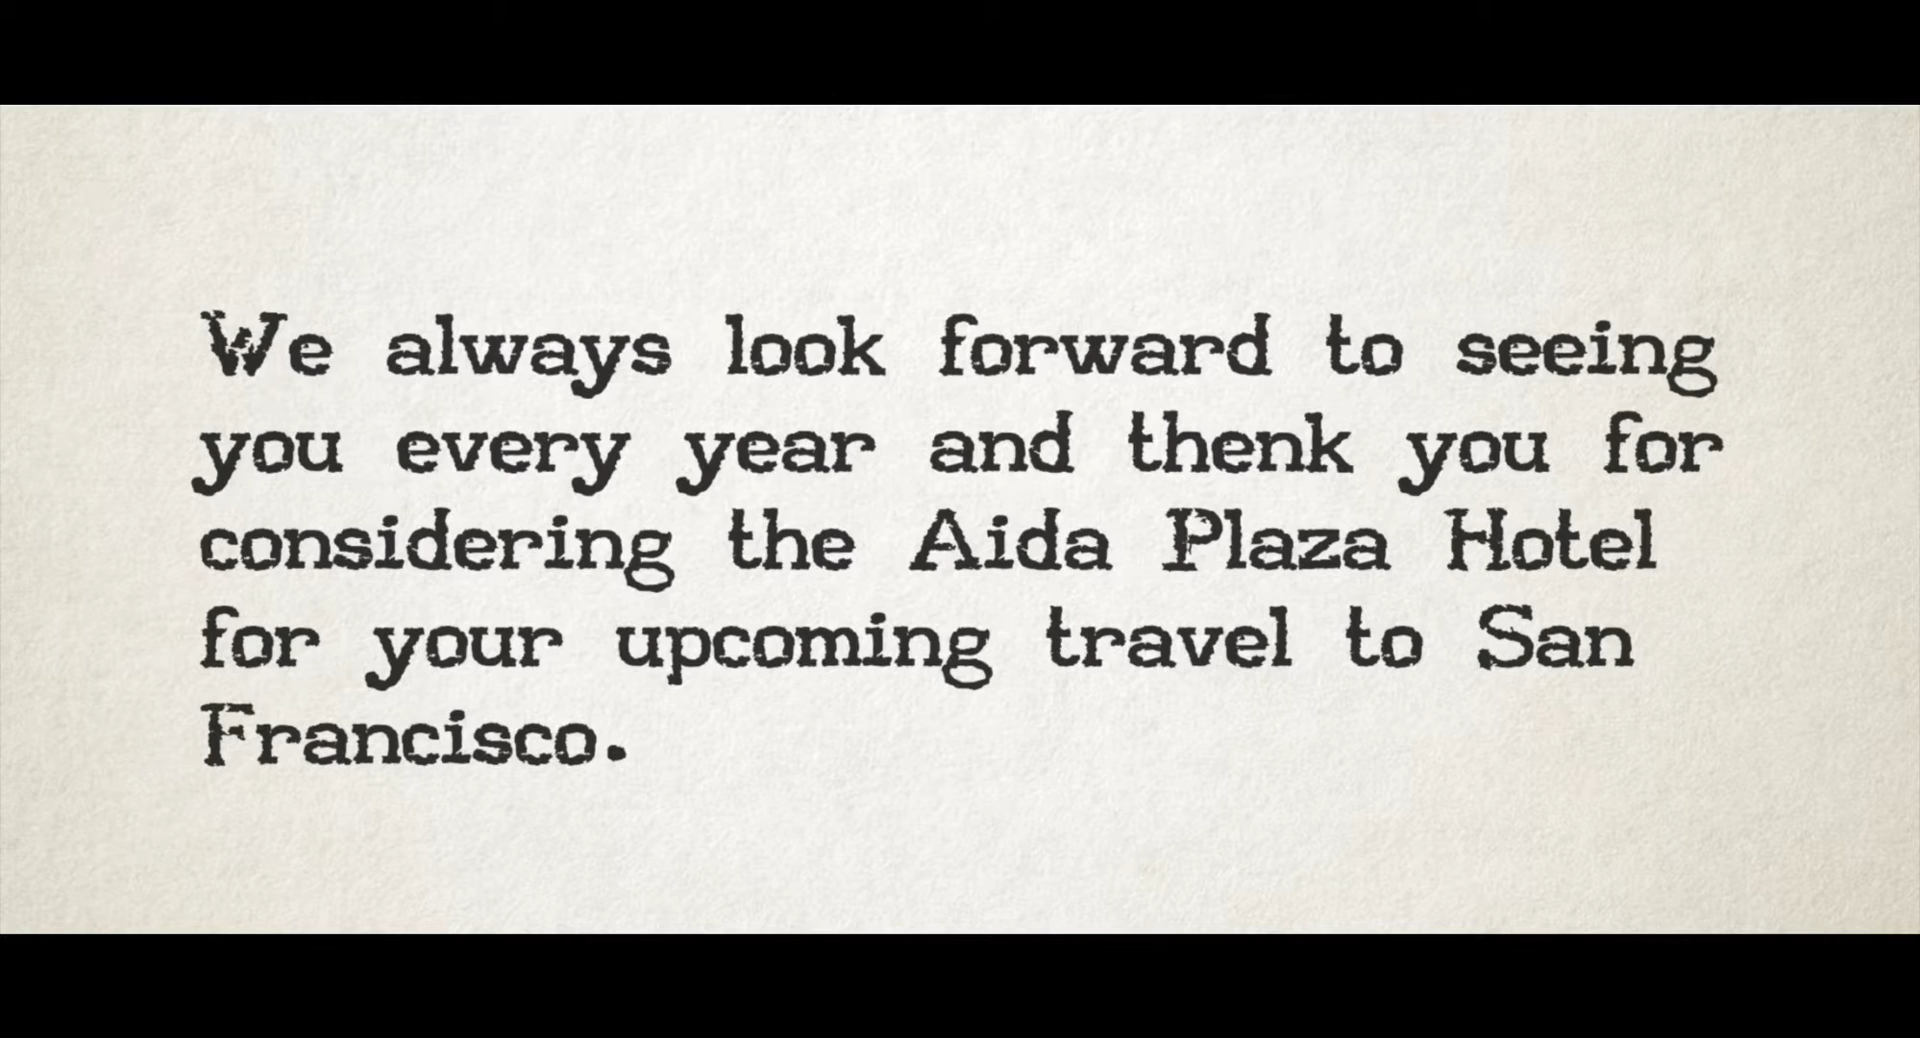 We always look forward to seeing
you every year and thenk you for
considering the Aida Plaza Hotel
for your upcoming travel to San
Francisco.